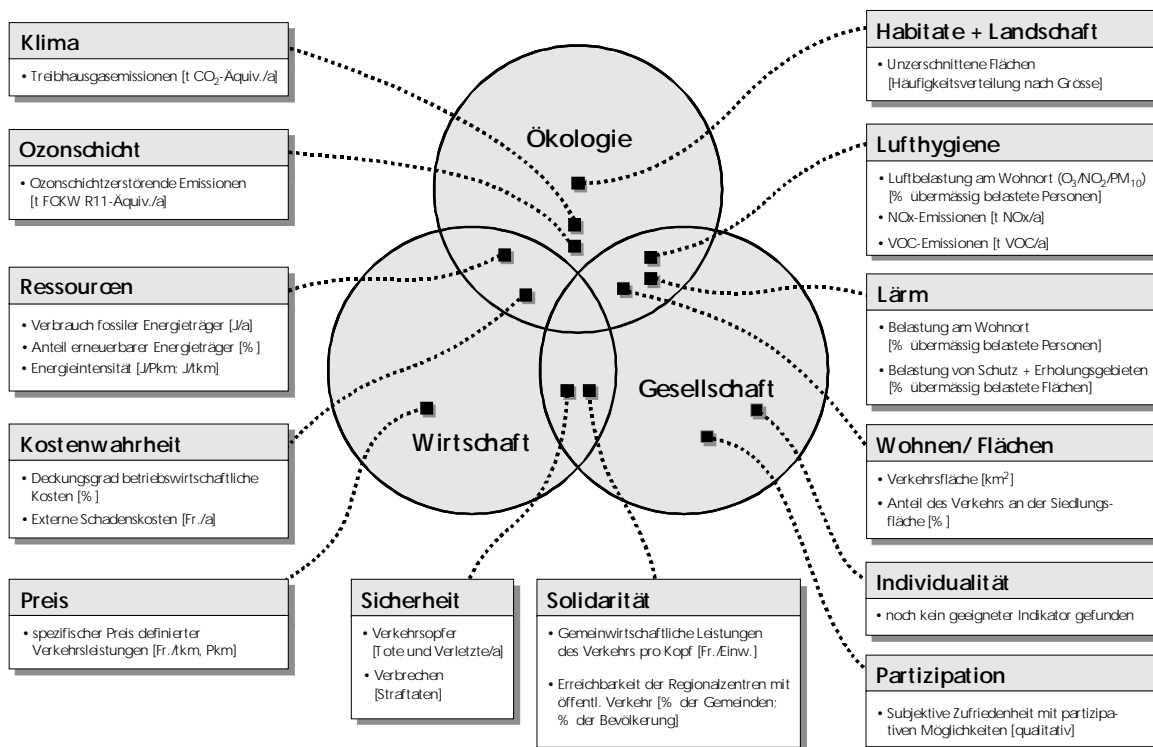 Klima
• Treibhausgasemissionen [t CO₂-Äquiv./a]
Ozonschicht
• Ozonschichtzerstörende Emissionen
[t FCKW R11-Äquiv./a]
Ressourcen
• Verbrauch fossiler Energieträger [J/a]
• Anteil erneuerbarer Energieträger [%]
• Energieintensität [J/Pkm; J/tkm]
Kostenwahrheit
• Deckungsgrad betriebswirtschaftliche
Kosten [%]
• Externe Schadenskosten [Fr./a]
Preis
• spezifischer Preis definierter
Verkehrsleistungen [Fr./tkm, Pkm]
Ökologie
Wirtschaft
Gesellschaft
Sicherheit
• Verkehrsopfer
[Tote und Verletzte/a]
• Verbrechen
[Straftaten]
Solidarität
• Gemeinwirtschaftliche Leistungen
des Verkehrs pro Kopf [Fr./Einw.]
• Erreichbarkeit der Regionalzentren mit
öffentl. Verkehr [% der Gemeinden;
% der Bevölkerung]
Habitate + Landschaft
• Unzerschnittene Flächen
[Häufigkeitsverteilung nach Grösse]
Lufthygiene
• Luftbelastung am Wohnort (O₃/NO₂/PM₁₀)
[% übermässig belastete Personen]
• NOx-Emissionen [t NOx/a]
• VOC-Emissionen [t VOC/a]
Lärm
• Belastung am Wohnort
[% übermässig belastete Personen]
• Belastung von Schutz + Erholungsgebieten
[% übermässig belastete Flächen]
Wohnen/ Flächen
• Verkehrsfläche [km²]
• Anteil des Verkehrs an der Siedlungs-
fläche [%]
Individualität
• noch kein geeigneter Indikator gefunden
Partizipation
• Subjektive Zufriedenheit mit partizipa-
tiven Möglichkeiten [qualitativ]